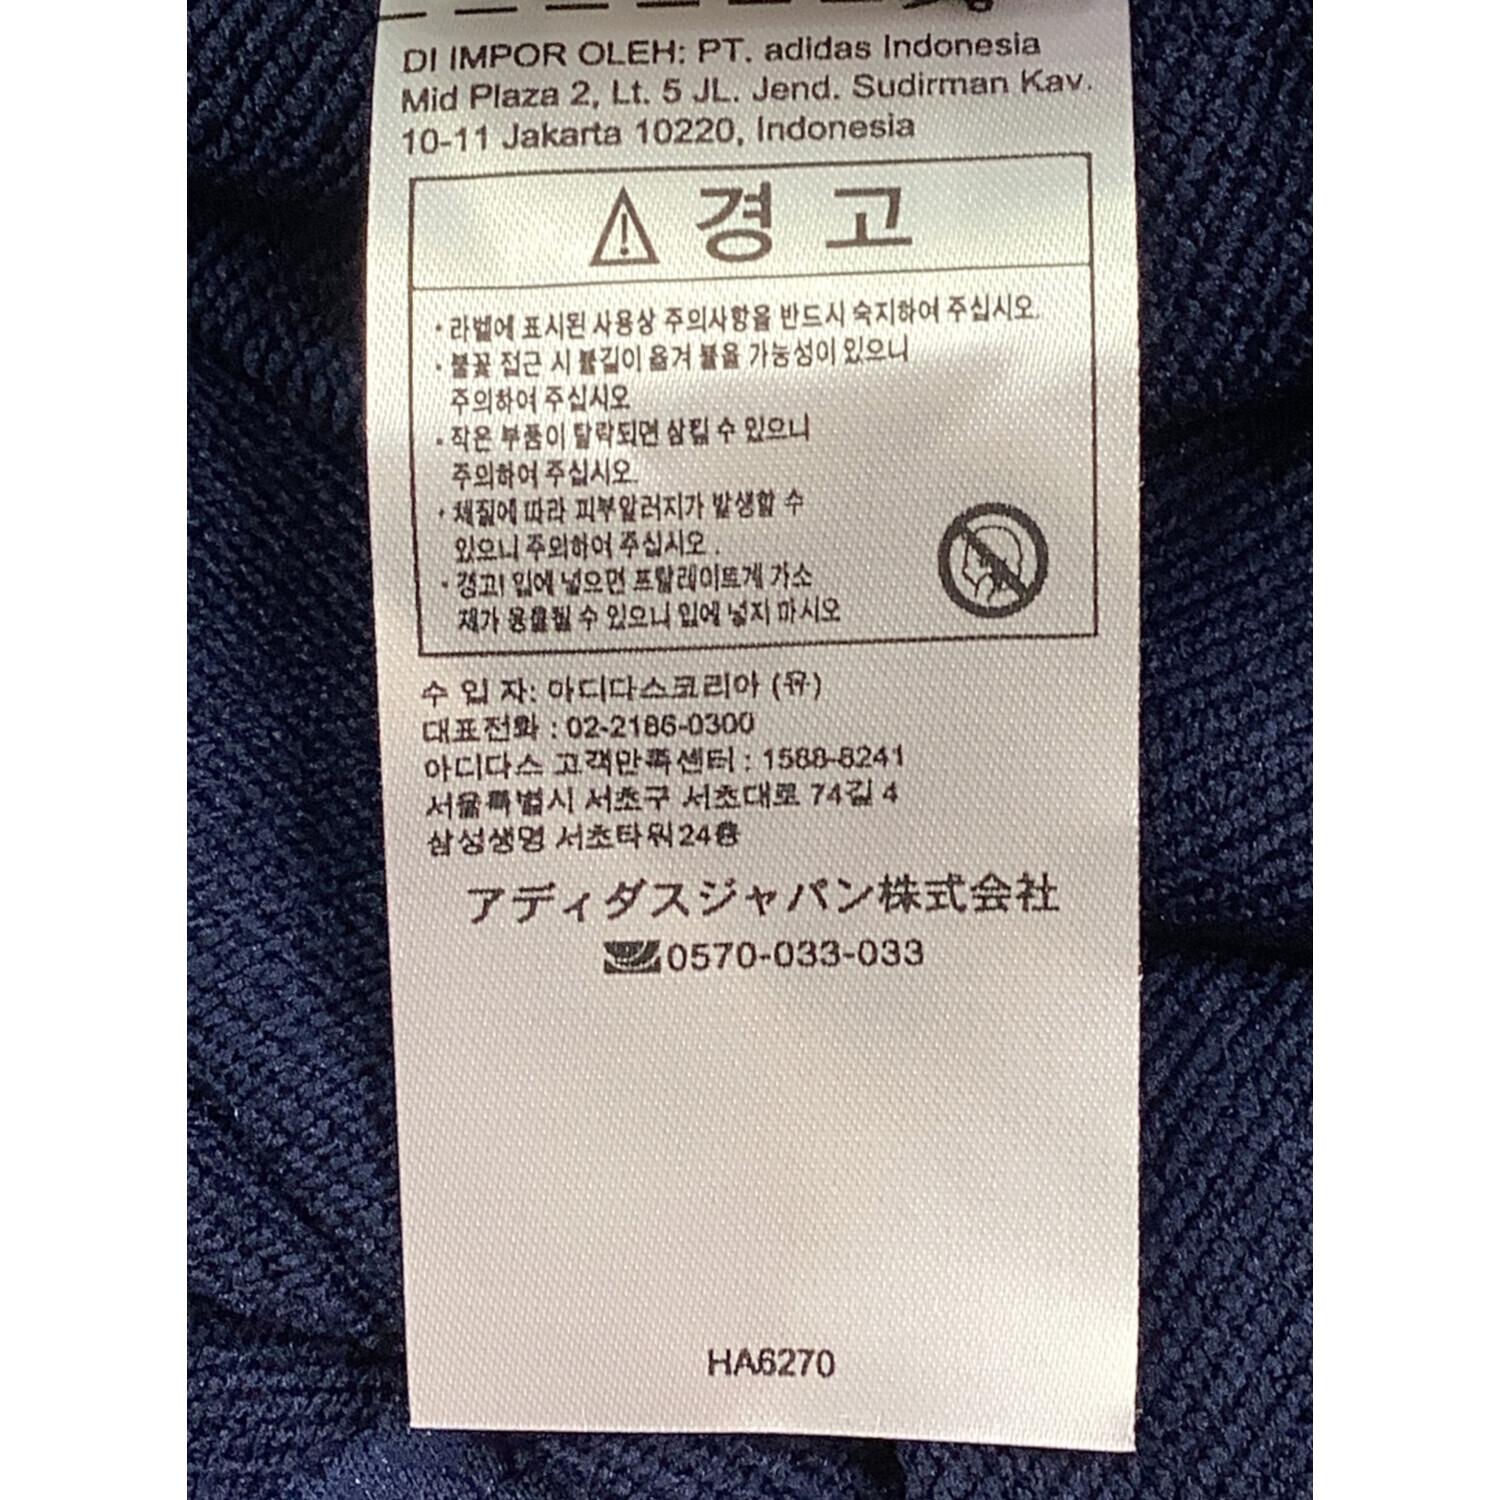 DI IMPOR OLEH: PT. adidas Indonesia
Mid Plaza 2, Lt. 5 JL. Jend. Sudirman Kav.
10-11 Jakarta 10220, Indonesia
경 고
· 라벨에 표시된 사용상 주의사항을 반드시 숙지하여 주십시오.
· 불꽃 접근 시 불길이 옮겨 붙을 가능성이 있으니
주의하여 주십시오
· 작은 부품이 탈락되면 삼킬 수 있으니
주의하여 주십시오.
· 체질에 따라 피부알러지가 발생할 수
있으니 주의하여 주십시오.
· 경고! 입에 넣으면 프탈레이트계 가소
제가 용출될 수 있으니 입에 넣지 마시오
수 입 자: 아디다스코리아 (유)
대표전화 : 02-2186-0300
아디다스 고객만족센터 : 1588-8241
서울특별시 서초구 서초대로 74길 4
삼성생명 서초타워24층
アディダスジャパン株式会社
0570-033-033
HA6270